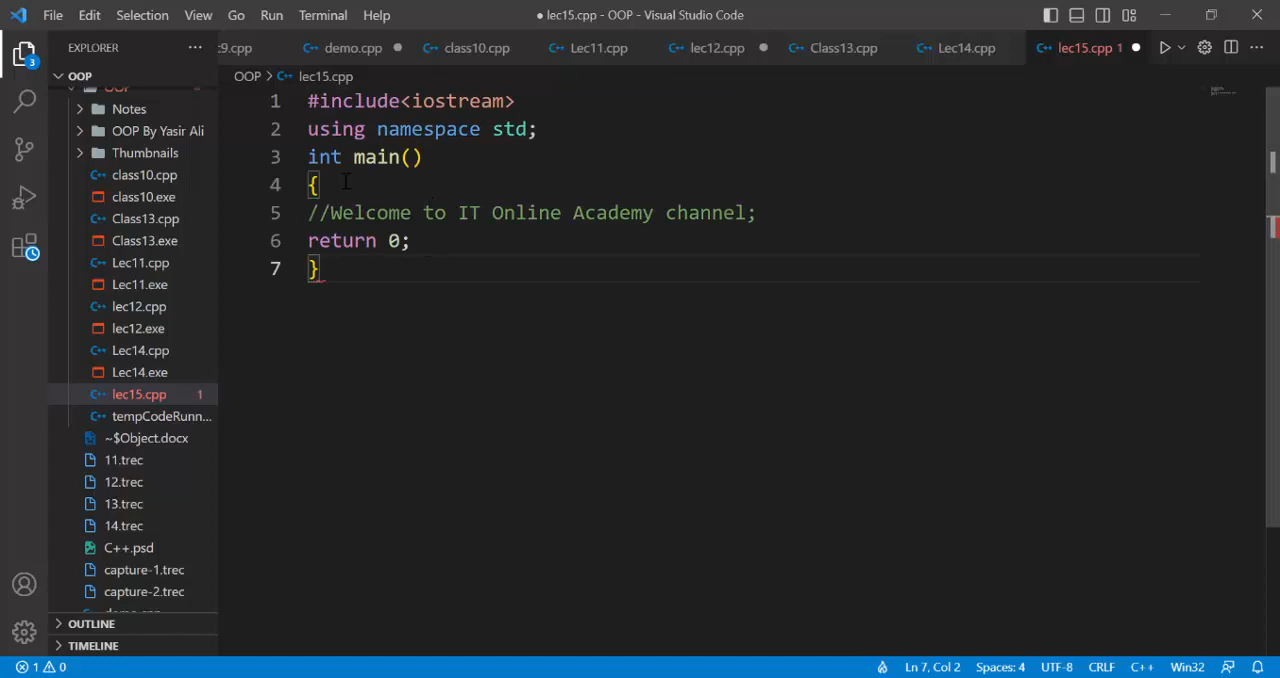 File Edit Selection View Go Run Terminal Help
● lec15.cpp - OOP - Visual Studio Code
EXPLORER ...
c9.cpp demo.cpp class10.cpp Lec11.cpp lec12.cpp Class13.cpp Lec14.cpp lec15.cpp 1
OOP
OOP > lec15.cpp
Notes
OOP By Yasir Ali
Thumbnails
class10.cpp
class10.exe
Class13.cpp
Class13.exe
Lec11.cpp
Lec11.exe
lec12.cpp
lec12.exe
Lec14.cpp
Lec14.exe
lec15.cpp 1
tempCodeRunn...
~$Object.docx
11.trec
12.trec
13.trec
14.trec
C++.psd
capture-1.trec
capture-2.trec
demo.cpp
OUTLINE
TIMELINE
1 #include<iostream>
2 using namespace std;
3 int main()
4 {
5 //Welcome to IT Online Academy channel;
6 return 0;
7 }
3
1 0
Ln 7, Col 2 Spaces: 4 UTF-8 CRLF C++ Win32